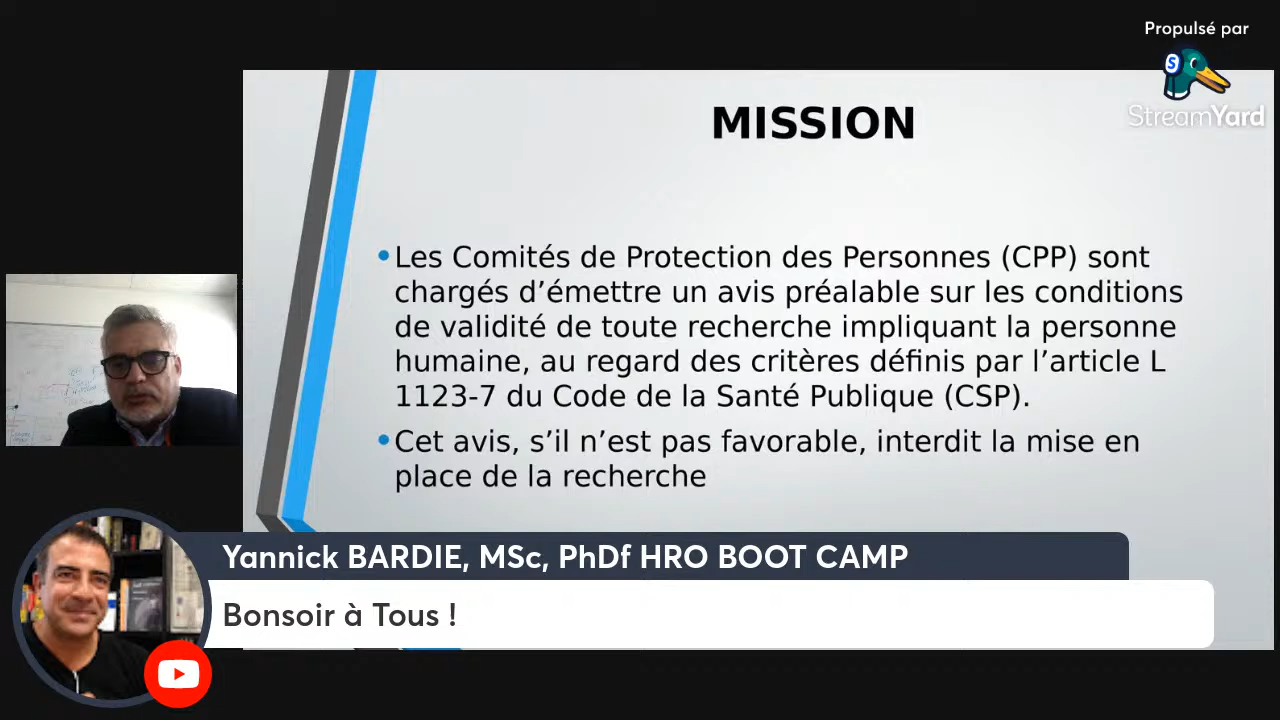 Propulsé par
StreamYard
MISSION
•Les Comités de Protection des Personnes (CPP) sont
chargés d’émettre un avis préalable sur les conditions
de validité de toute recherche impliquant la personne
humaine, au regard des critères définis par l’article L
1123-7 du Code de la Santé Publique (CSP).
•Cet avis, s’il n’est pas favorable, interdit la mise en
place de la recherche
Yannick BARDIE, MSc, PhDf HRO BOOT CAMP
Bonsoir à Tous !